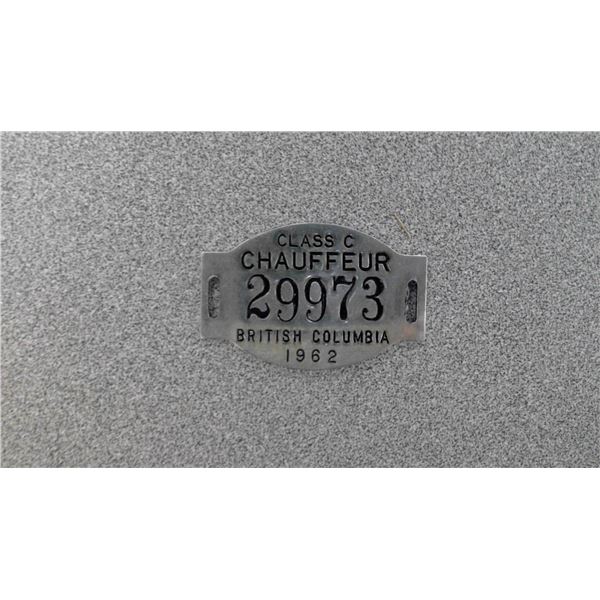 CLASS C
CHAUFFEUR
29973
BRITISH COLUMBIA
1962